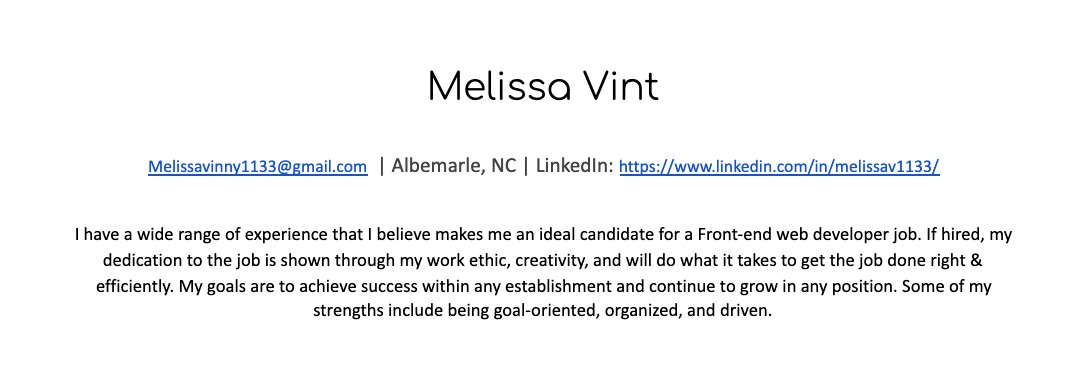 Melissa Vint
Melissavinny1133@gmail.com | Albemarle, NC | LinkedIn: https://www.linkedin.com/in/melissav1133/
I have a wide range of experience that I believe makes me an ideal candidate for a Front-end web developer job. If hired, my
dedication to the job is shown through my work ethic, creativity, and will do what it takes to get the job done right &
efficiently. My goals are to achieve success within any establishment and continue to grow in any position. Some of my
strengths include being goal-oriented, organized, and driven.